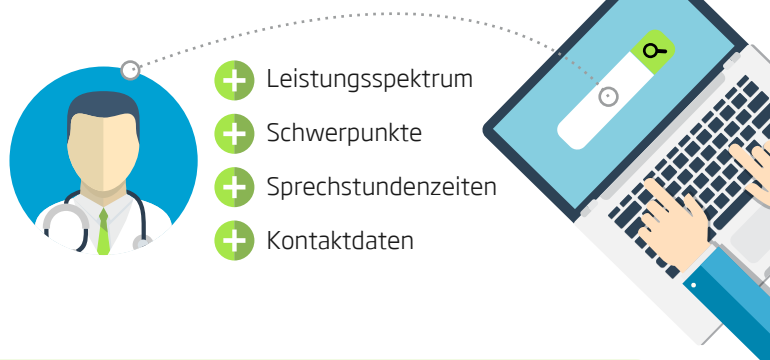 Leistungsspektrum
Schwerpunkte
Sprechstundenzeiten
Kontaktdaten